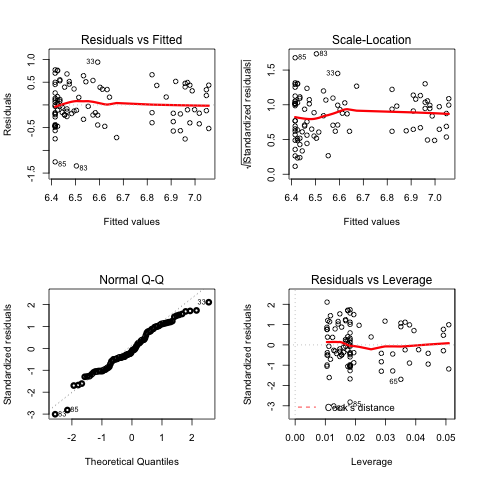 Residuals vs Fitted
Residuals
1.0
0.5
-0.5
-1.5
33
85
83
6.4 6.5 6.6 6.7 6.8 6.9 7.0
Fitted values
Scale-Location
√|Standardized residuals|
1.5
1.0
0.5
0.0
85
83
33
6.4 6.5 6.6 6.7 6.8 6.9 7.0
Fitted values
Normal Q-Q
Standardized residuals
2
1
0
-1
-2
-3
33
83
85
-2 -1 0 1 2
Theoretical Quantiles
Residuals vs Leverage
Standardized residuals
2
1
0
-1
-2
-3
65
85
Cook's distance
0.00 0.01 0.02 0.03 0.04 0.05
Leverage